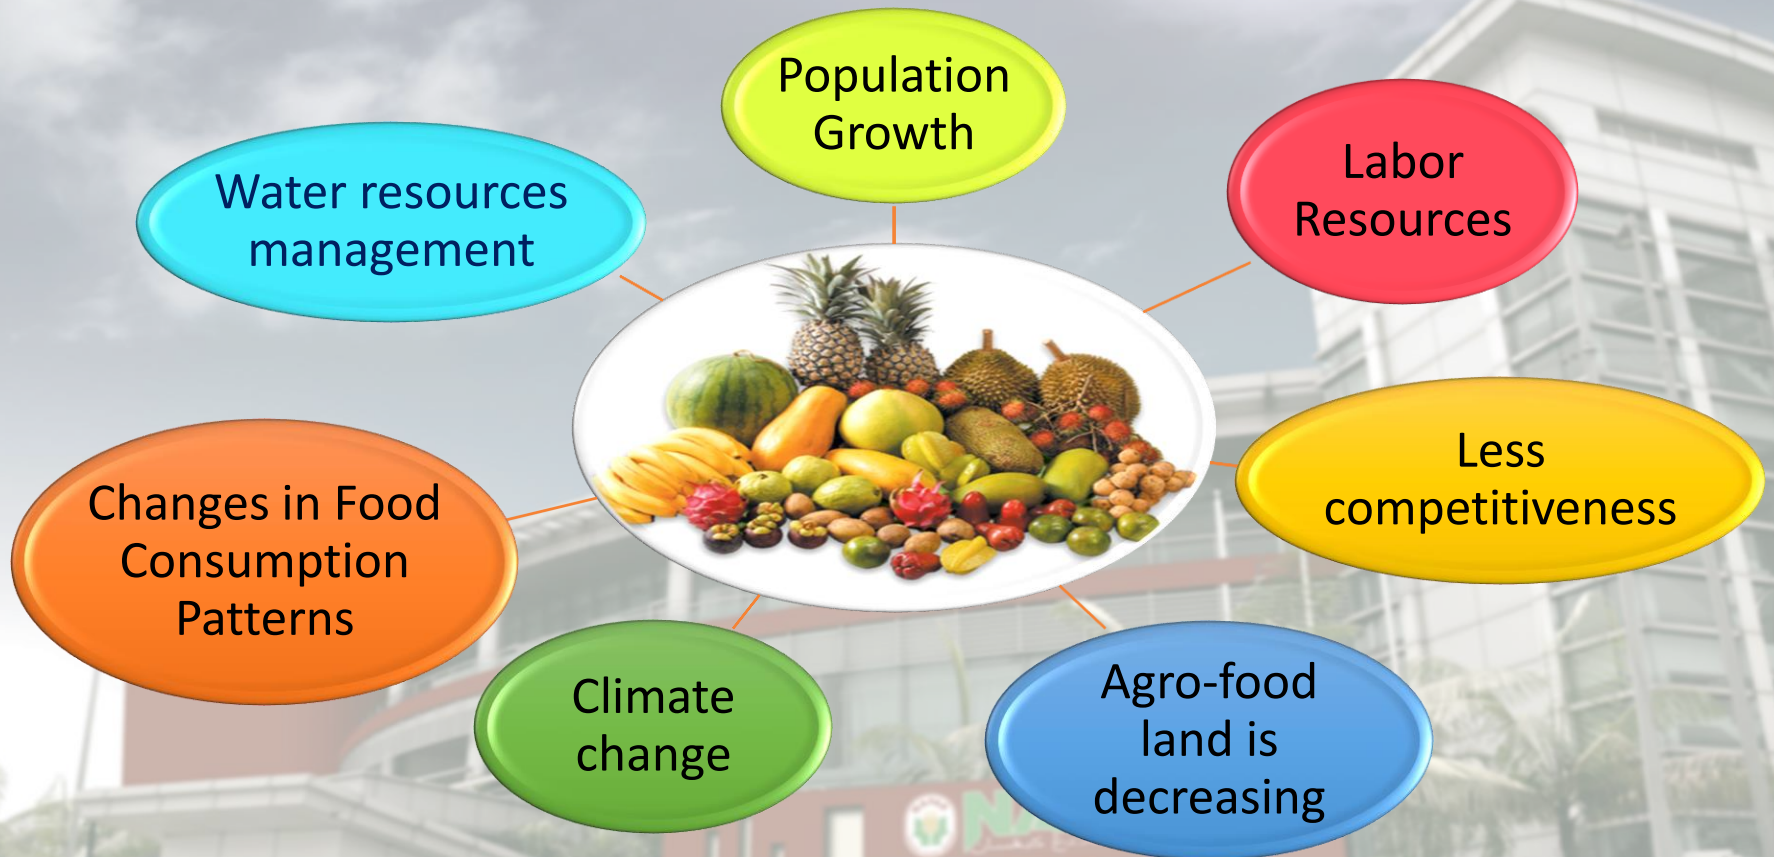 Population
Growth
Labor
Resources
Water resources
management
Less
competitiveness
Changes in Food
Consumption
Patterns
Climate
change
Agro-food
land is
decreasing